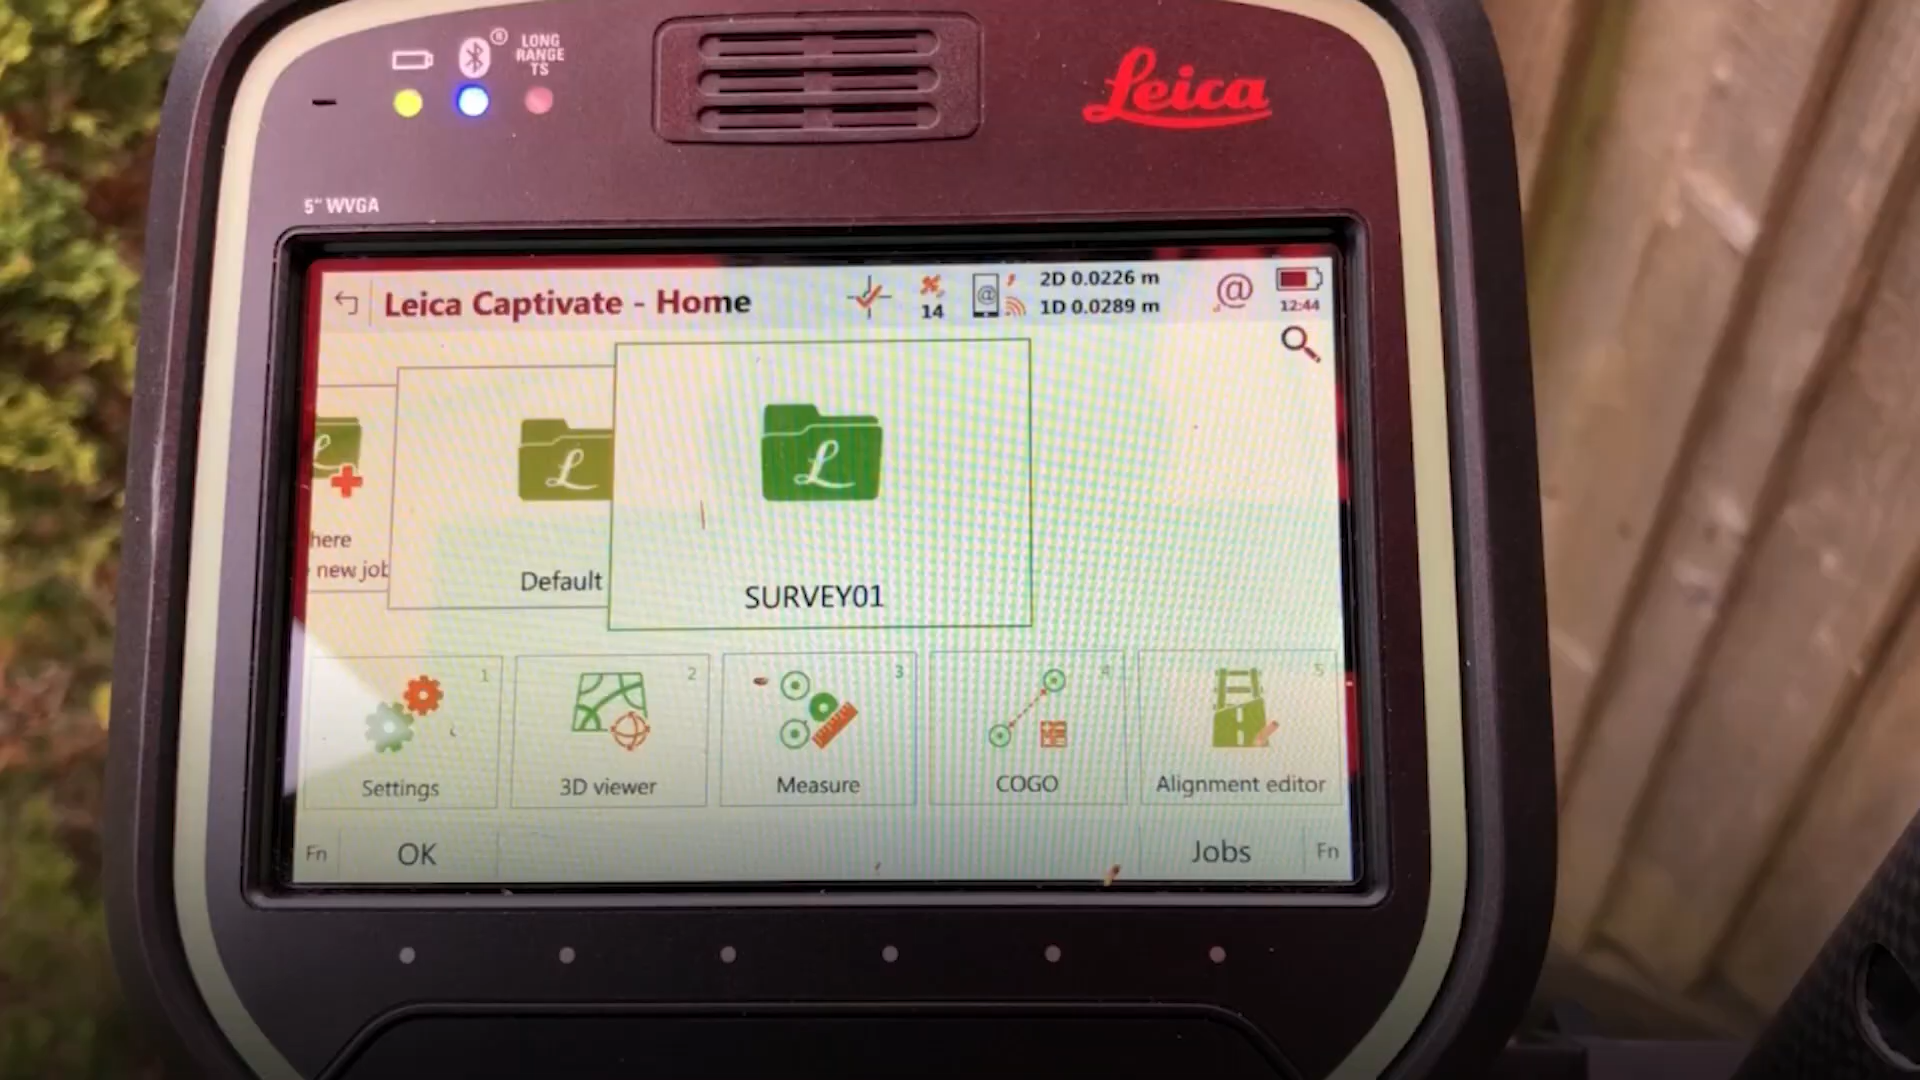 LONG
RANGE
TS
Leica
5" WVGA
Leica Captivate - Home
14
@
2D 0.0226 m
1D 0.0289 m
@
12:44
L
L
L
here
new job
Default
SURVEY01
1
2
3
4
5
Settings
3D viewer
Measure
COGO
Alignment editor
Fn
OK
Jobs
Fn